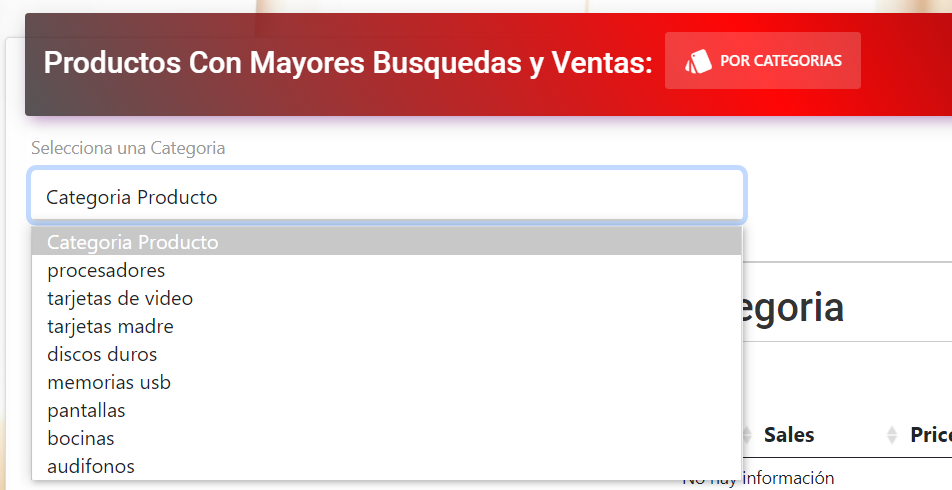 Productos Con Mayores Busquedas y Ventas:
POR CATEGORIAS
Selecciona una Categoria
Categoria Producto
Categoria Producto
procesadores
tarjetas de video
tarjetas madre
discos duros
memorias usb
pantallas
bocinas
audifonos
egoria
Sales
Price
No hay información